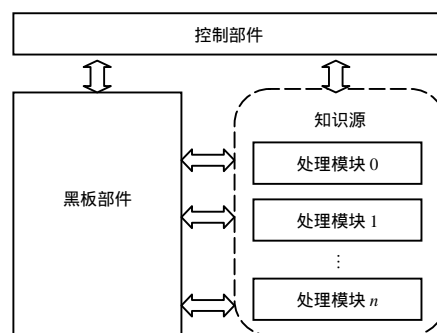 控制部件
知识源
处理模块 0
黑板部件
处理模块 1
⋮
处理模块 n